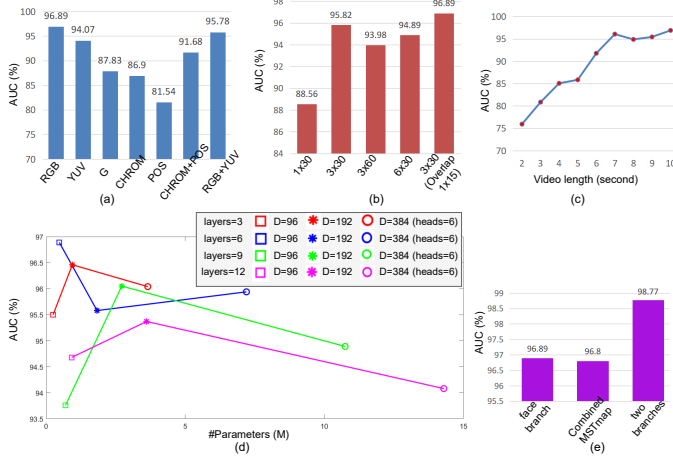 96.89
94.07
87.83
86.9
81.54
91.68
95.78
100
95
90
85
80
75
70
AUC (%)
RGB
YUV
G
CHROM
POS
CHROM+POS
RGB+YUV
(a)
98
96
94
92
90
88
86
84
AUC (%)
88.56
95.82
93.98
94.89
96.89
1x30
3x30
3x60
6x30
3x30
(Overlap
1x15)
(b)
100
95
90
85
80
75
70
AUC (%)
2 3 4 5 6 7 8 9 10
Video length (second)
(c)
layers=3 D=96 D=192 D=384 (heads=6)
layers=6 D=96 D=192 D=384 (heads=6)
layers=9 D=96 D=192 D=384 (heads=6)
layers=12 D=96 D=192 D=384 (heads=6)
97
96.5
96
95.5
95
94.5
94
93.5
AUC (%)
0 5 10 15
#Parameters (M)
(d)
99
98.5
98
97.5
97
96.5
96
95.5
AUC (%)
96.89
96.8
98.77
face
branch
Combined
MSTmap
two
branches
(e)